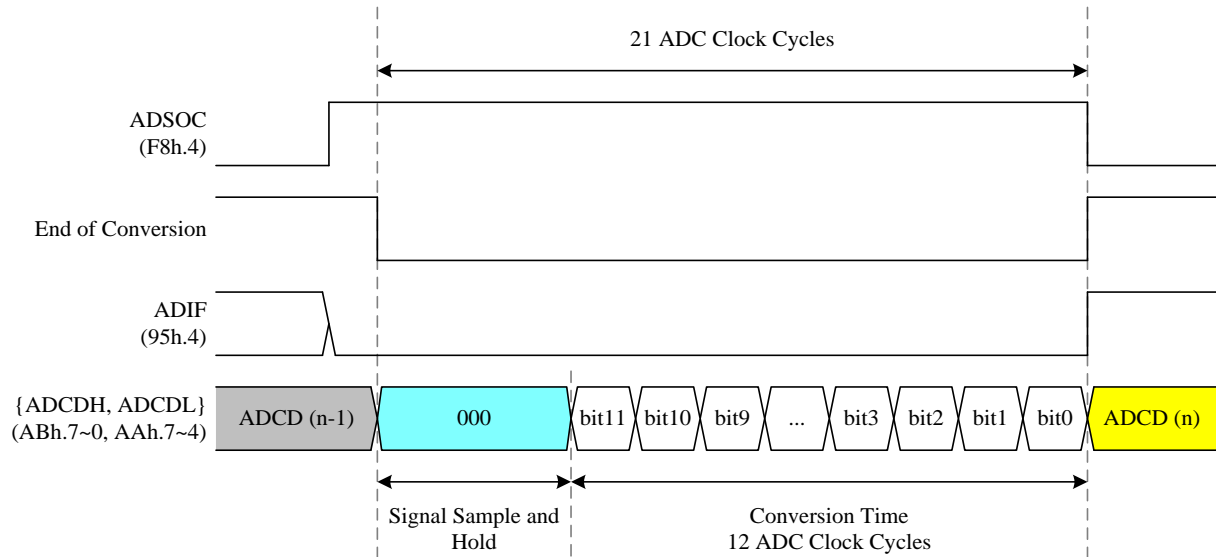 21 ADC Clock Cycles
ADSOC
(F8h.4)
End of Conversion
ADIF
(95h.4)
{ADCDH, ADCDL}
(ABh.7~0, AAh.7~4)
ADCD (n-1)
000
bit11
bit10
bit9
...
bit3
bit2
bit1
bit0
ADCD (n)
Signal Sample and
Hold
Conversion Time
12 ADC Clock Cycles